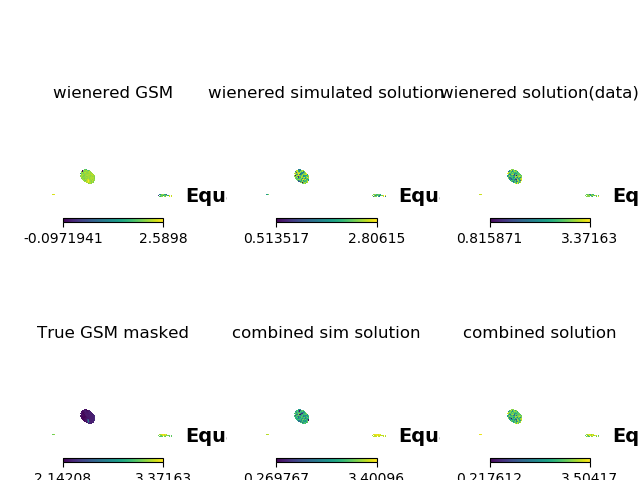 wienered GSM
wienered simulated solution
wienered solution(data)
Equ
Equ
Eq
-0.0971941 2.5898
0.513517 2.80615
0.815871 3.37163
True GSM masked
combined sim solution
combined solution
Equ
Equ
Eq
2.14208 3.37163
0.269767 3.40096
0.217612 3.50417